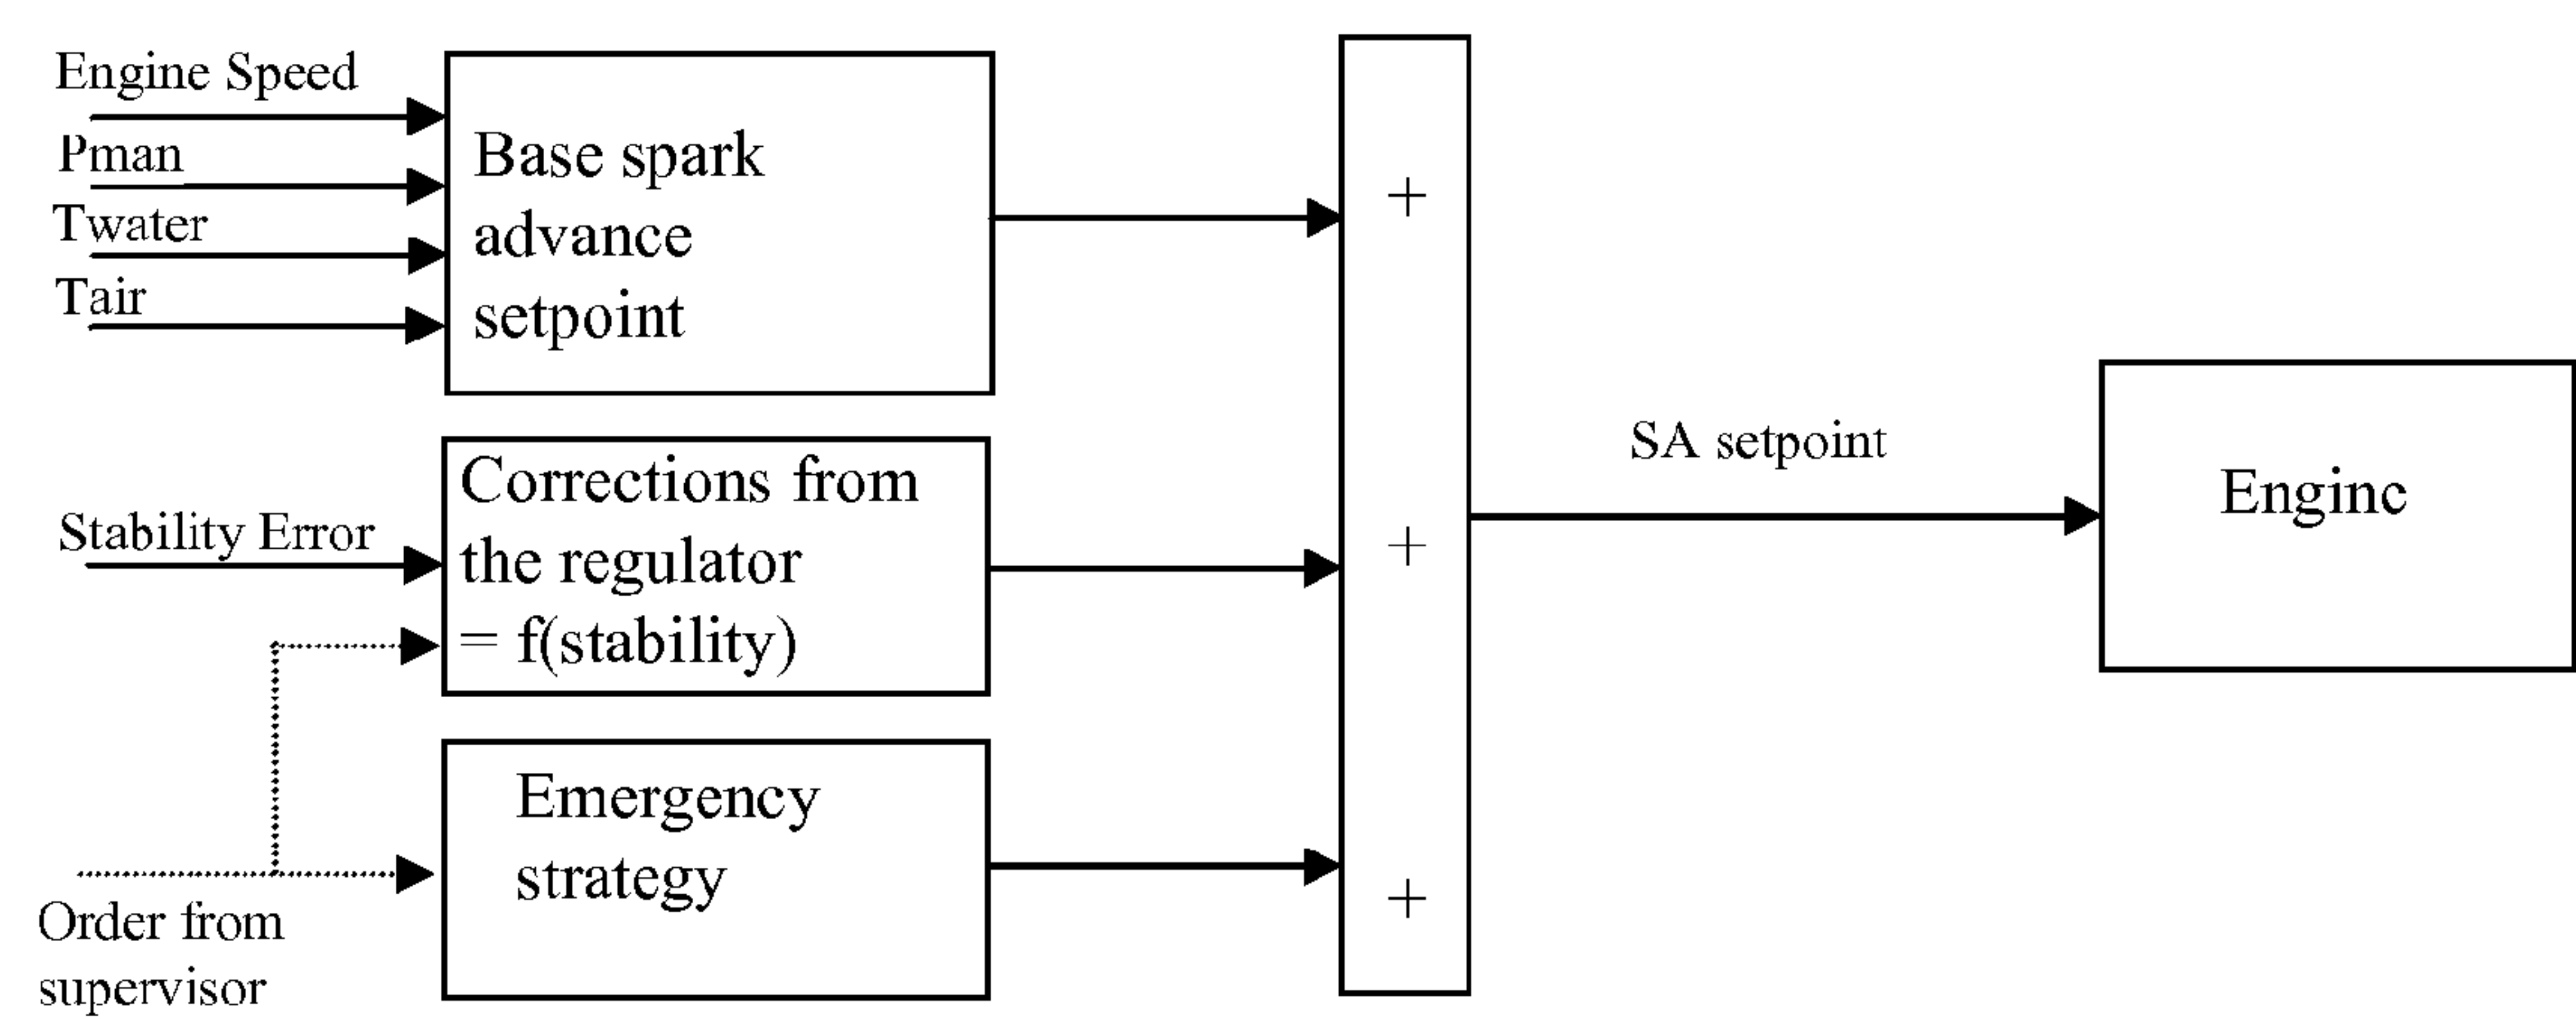 Engine Speed
Pman
Twater
Tair
Base spark
advance
setpoint
+
Stability Error
Corrections from
the regulator
= f(stability)
+
SA setpoint
Engine
Emergency
strategy
+
Order from
supervisor